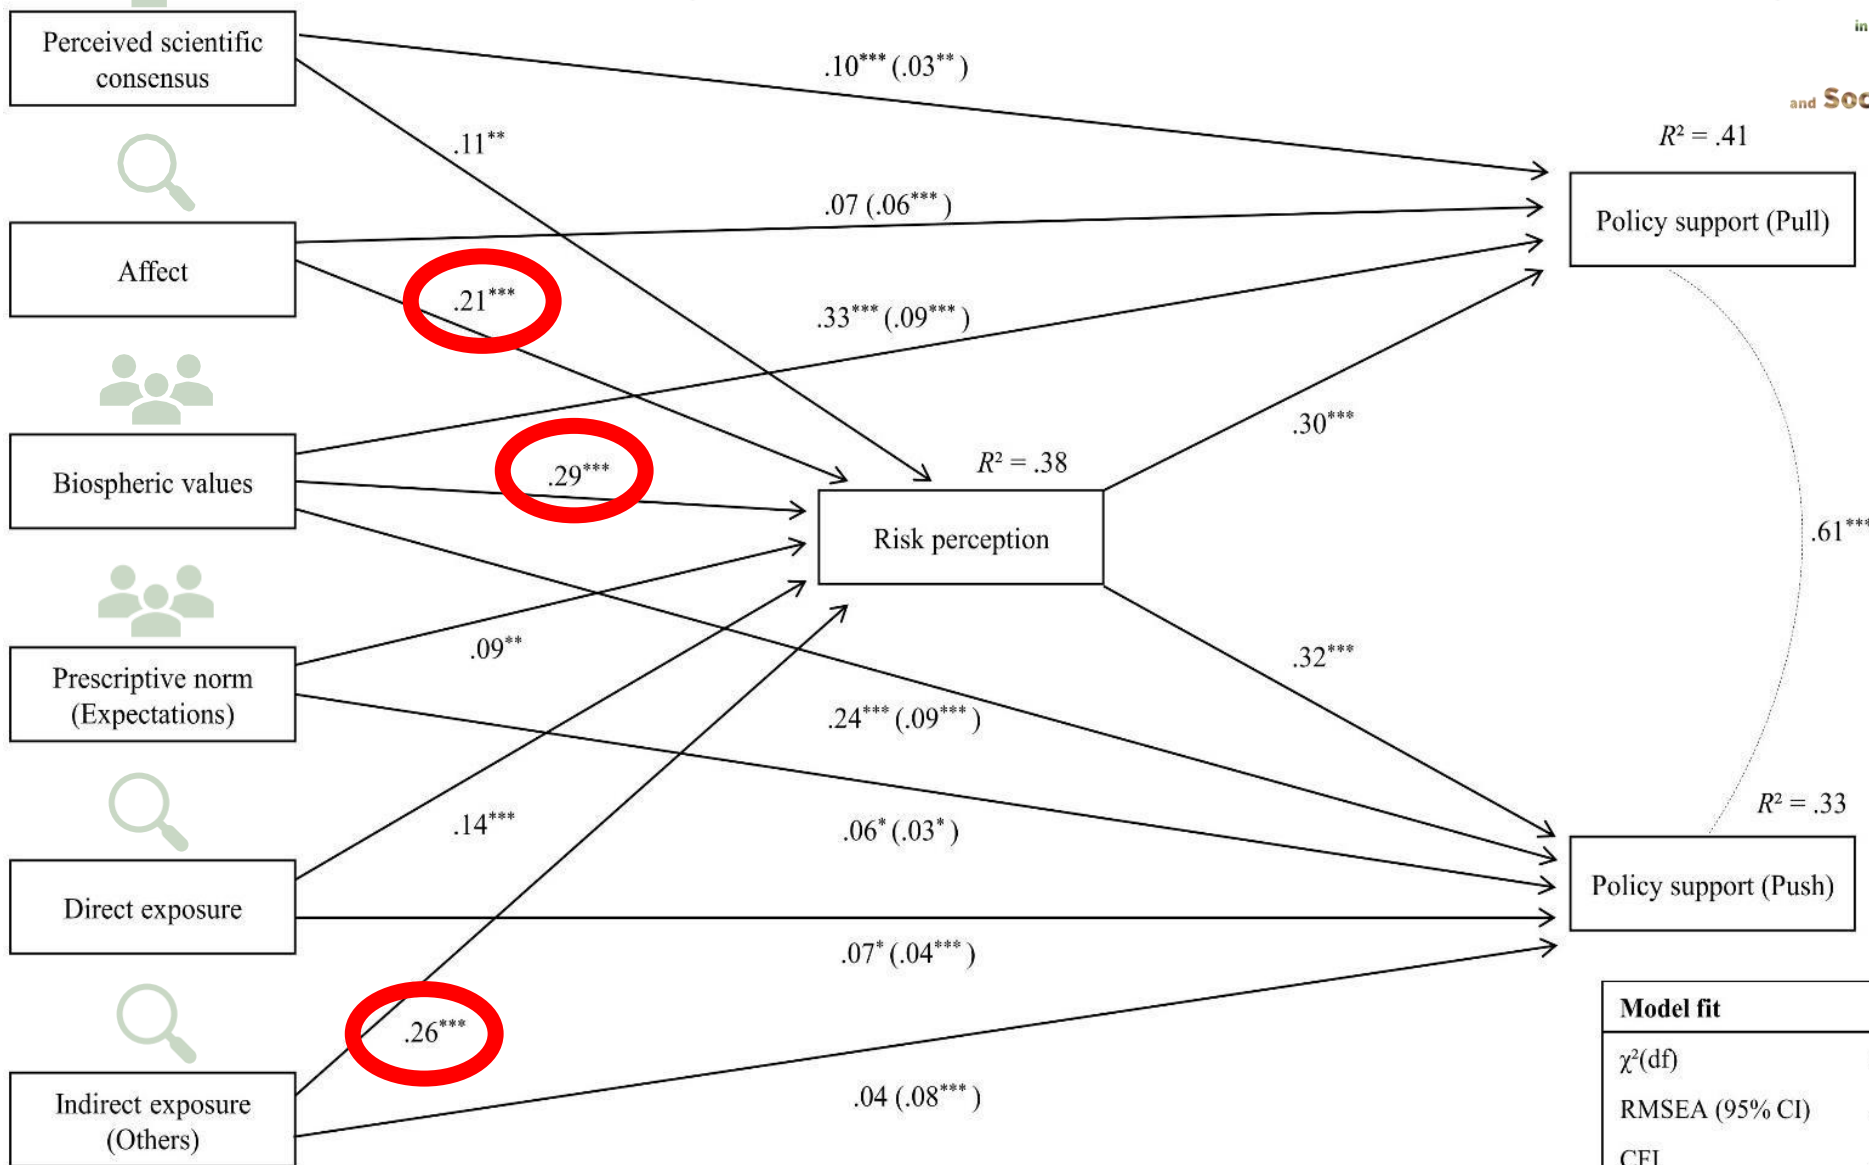 in
and Soc
Perceived scientific
consensus
.10***(.03**)
R² = .41
.11**
Policy support (Pull)
.07 (.06***)
Affect
.21***
.33***(.09***)
.30***
Biospheric values
.29***
R² = .38
Risk perception
.61***
.09**
Prescriptive norm
(Expectations)
.32***
.24***(.09***)
.14***
.06*(.03*)
R² = .33
Policy support (Push)
Direct exposure
.07*(.04***)
.26***
Indirect exposure
(Others)
.04 (.08***)
Model fit
χ²(df)
RMSEA (95% CI)
CFI